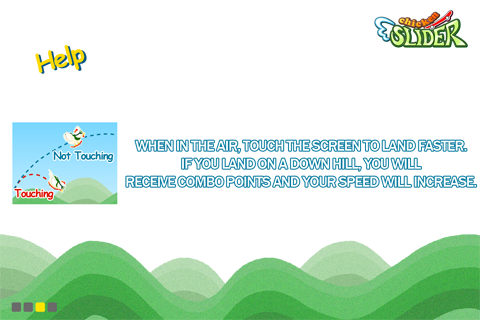 chicken
SLIDER
Help
Not Touching
Touching
WHEN IN THE AIR, TOUCH THE SCREEN TO LAND FASTER.
IF YOU LAND ON A DOWN HILL, YOU WILL
RECEIVE COMBO POINTS AND YOUR SPEED WILL INCREASE.